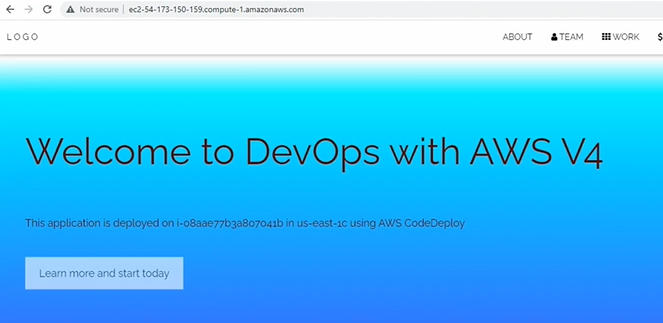 Not secure | ec2-54-173-150-159.compute-1.amazonaws.com
LOGO ABOUT TEAM WORK $
Welcome to DevOps with AWS V4
This application is deployed on i-08aae77b3a807041b in us-east-1c using AWS CodeDeploy
Learn more and start today